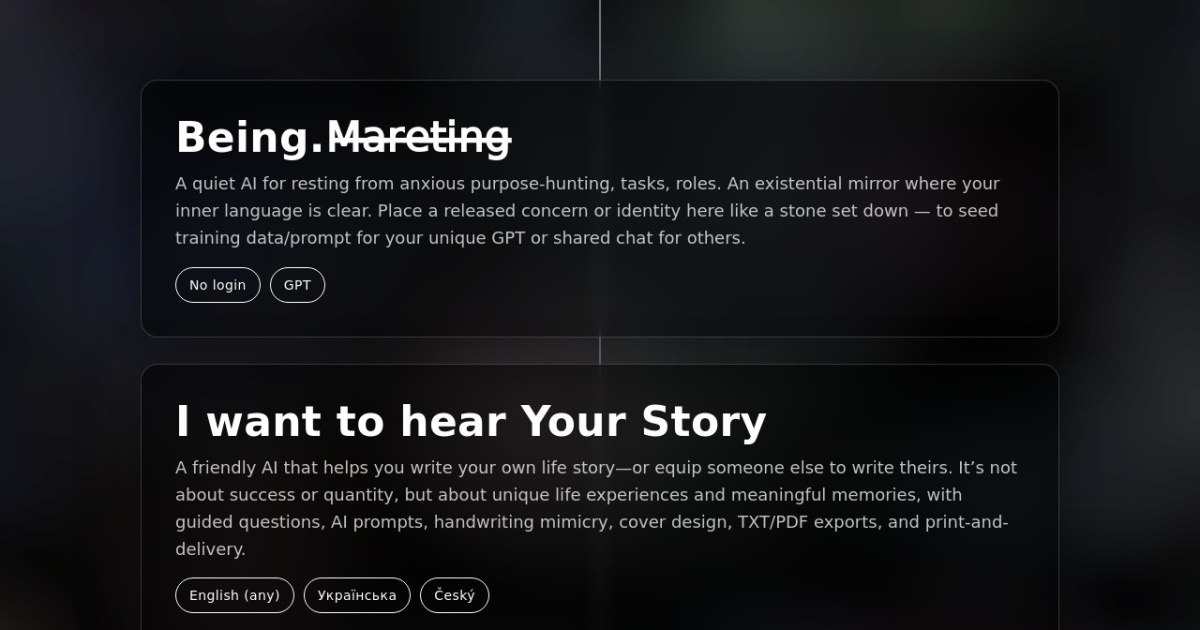 Being.Mareting
A quiet AI for resting from anxious purpose-hunting, tasks, roles. An existential mirror where your
inner language is clear. Place a released concern or identity here like a stone set down — to seed
training data/prompt for your unique GPT or shared chat for others.
No login GPT
I want to hear Your Story
A friendly AI that helps you write your own life story—or equip someone else to write theirs. It’s not
about success or quantity, but about unique life experiences and meaningful memories, with
guided questions, AI prompts, handwriting mimicry, cover design, TXT/PDF exports, and print-and-
delivery.
English (any) Українська Český